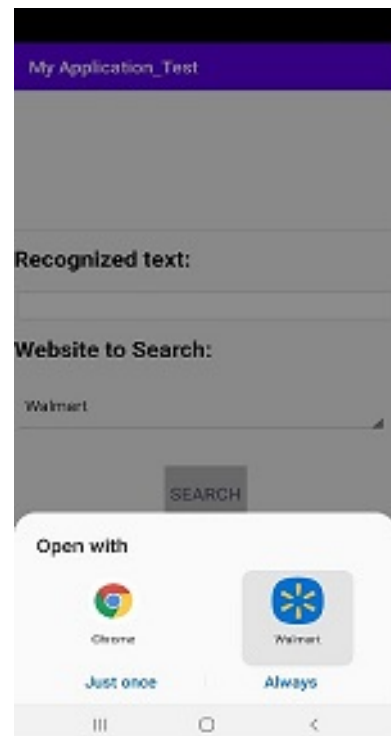 My Application_Test
Recognized text:
Website to Search:
Walmart
SEARCH
Open with
Chrome
Walmart
Just once
Always